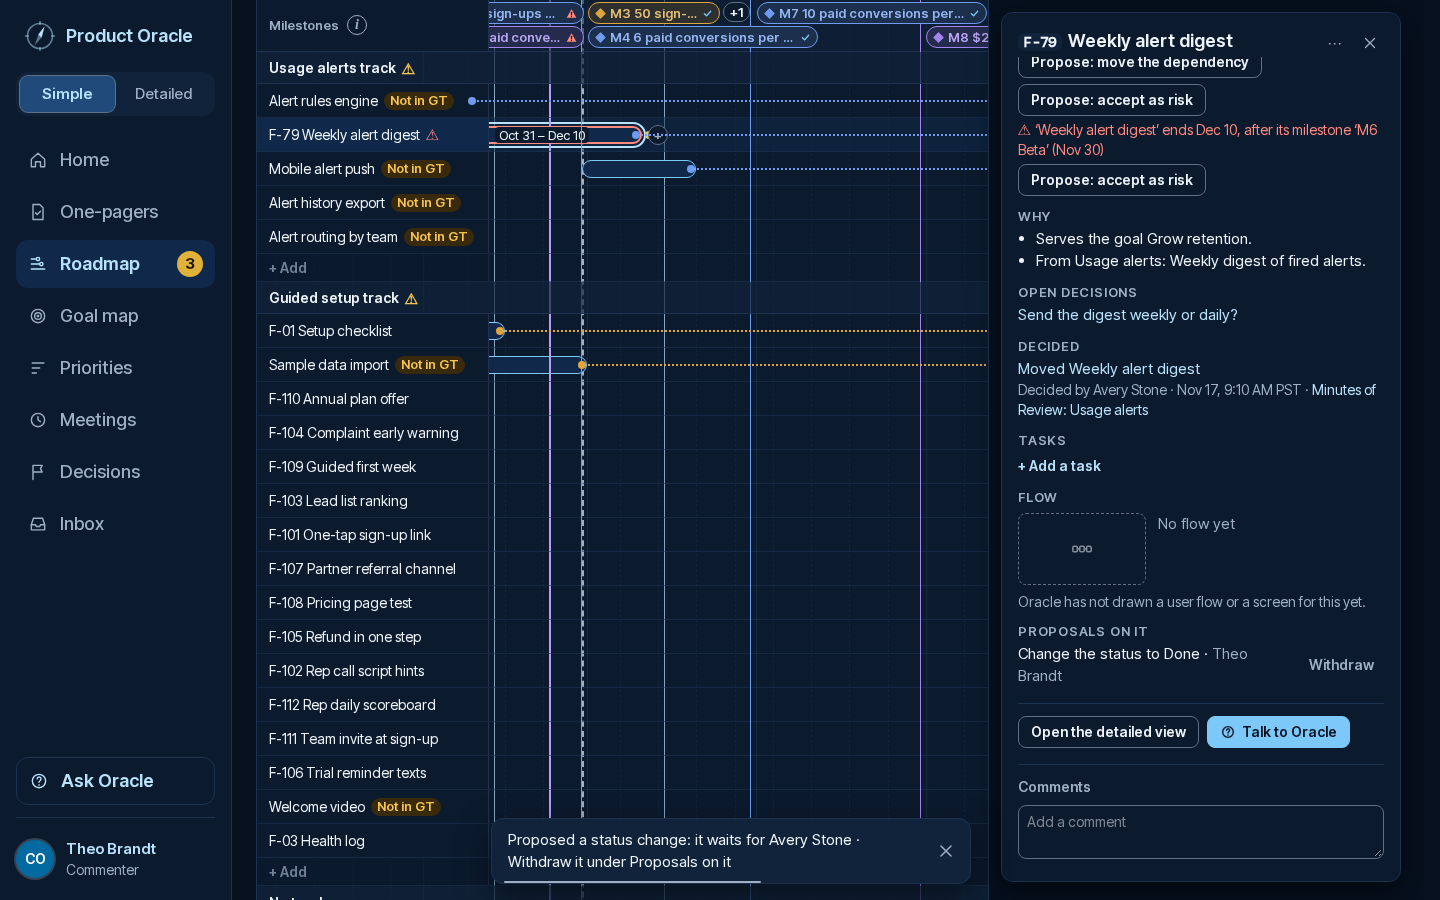 Product Oracle
Simple
Detailed
Home
One-pagers
Roadmap
3
Goal map
Priorities
Meetings
Decisions
Inbox
Ask Oracle
CO
Theo Brandt
Commenter
Milestones
sign-ups ...
M3 50 sign-...
+1
M7 10 paid conversions per...
paid conve...
M4 6 paid conversions per ...
M8 $2
Usage alerts track
Alert rules engine Not in GT
F-79 Weekly alert digest
Oct 31 – Dec 10
Mobile alert push Not in GT
Alert history export Not in GT
Alert routing by team Not in GT
+ Add
Guided setup track
F-01 Setup checklist
Sample data import Not in GT
F-110 Annual plan offer
F-104 Complaint early warning
F-109 Guided first week
F-103 Lead list ranking
F-101 One-tap sign-up link
F-107 Partner referral channel
F-108 Pricing page test
F-105 Refund in one step
F-102 Rep call script hints
F-112 Rep daily scoreboard
F-111 Team invite at sign-up
F-106 Trial reminder texts
Welcome video Not in GT
F-03 Health log
+ Add
Proposed a status change: it waits for Avery Stone ·
Withdraw it under Proposals on it
F-79 Weekly alert digest
Propose: move the dependency
Propose: accept as risk
⚠ ‘Weekly alert digest’ ends Dec 10, after its milestone ‘M6
Beta’ (Nov 30)
Propose: accept as risk
WHY
• Serves the goal Grow retention.
• From Usage alerts: Weekly digest of fired alerts.
OPEN DECISIONS
Send the digest weekly or daily?
DECIDED
Moved Weekly alert digest
Decided by Avery Stone · Nov 17, 9:10 AM PST · Minutes of
Review: Usage alerts
TASKS
+ Add a task
FLOW
No flow yet
Oracle has not drawn a user flow or a screen for this yet.
PROPOSALS ON IT
Change the status to Done · Theo
Brandt
Withdraw
Open the detailed view
Talk to Oracle
Comments
Add a comment